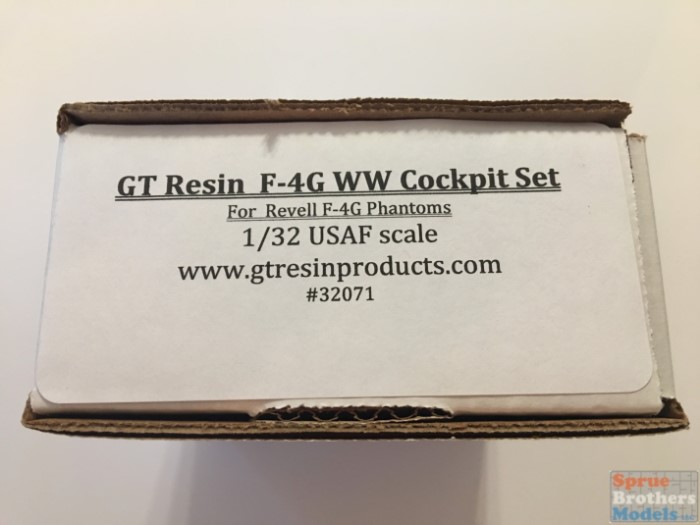 GT Resin F-4G WW Cockpit Set
For Revell F-4G Phantoms
1/32 USAF scale
www.gtresinproducts.com
#32071
Sprue
Brothers
Models LLC